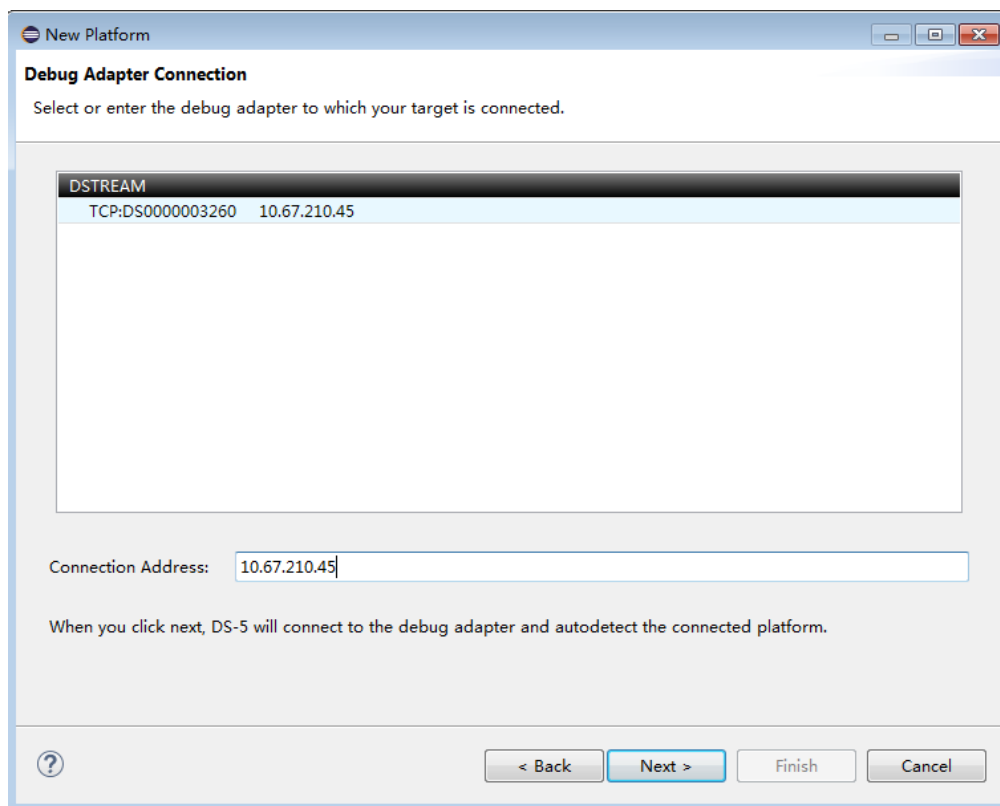 New Platform
Debug Adapter Connection
Select or enter the debug adapter to which your target is connected.
DSTREAM
TCP:DS0000003260 10.67.210.45
Connection Address: 10.67.210.45
When you click next, DS-5 will connect to the debug adapter and autodetect the connected platform.
? < Back Next > Finish Cancel